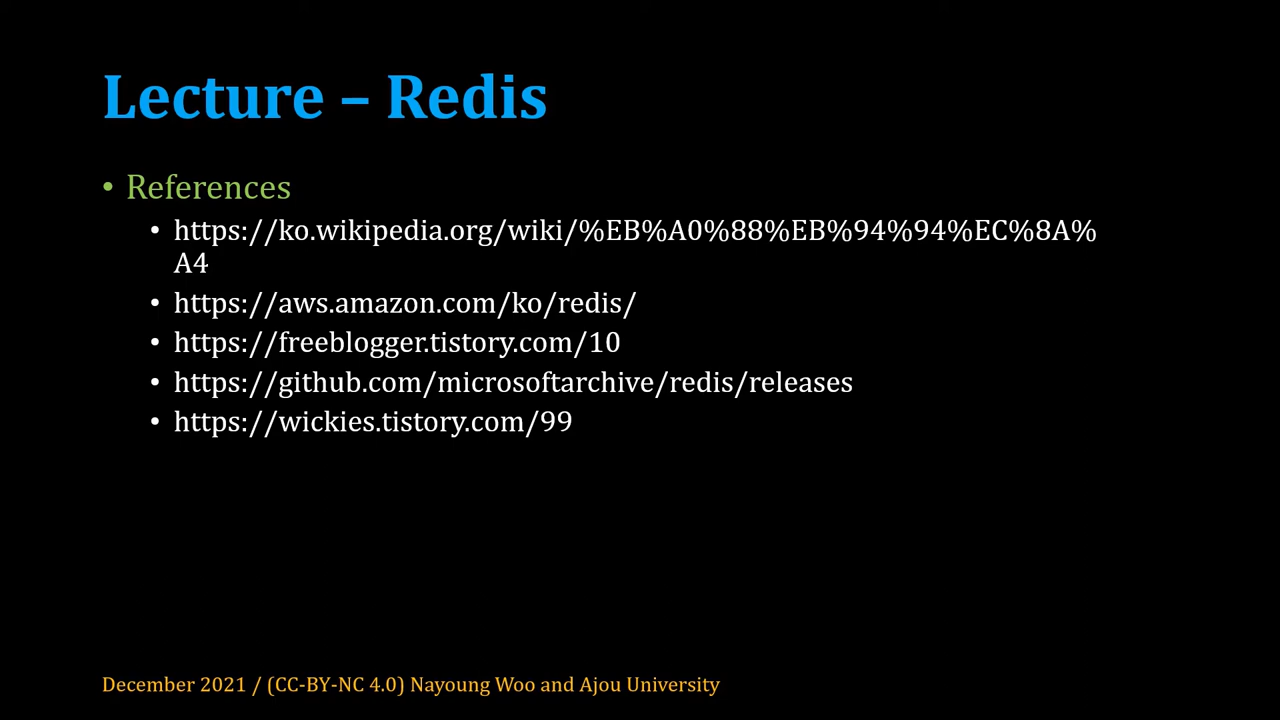 Lecture – Redis
• References
• https://ko.wikipedia.org/wiki/%EB%A0%88%EB%94%94%EC%8A%
A4
• https://aws.amazon.com/ko/redis/
• https://freeblogger.tistory.com/10
• https://github.com/microsoftarchive/redis/releases
• https://wickies.tistory.com/99
December 2021 / (CC-BY-NC 4.0) Nayoung Woo and Ajou University